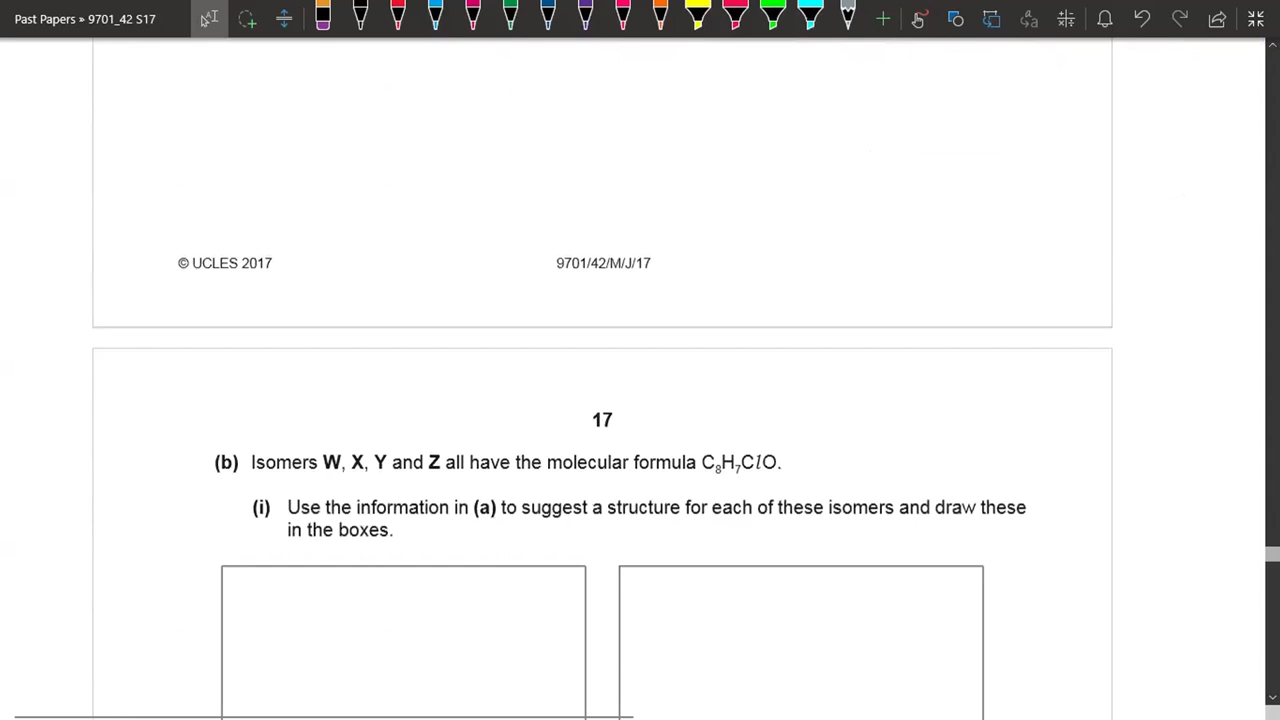 Past Papers » 9701_42 S17
© UCLES 2017
9701/42/M/J/17
17
(b) Isomers W, X, Y and Z all have the molecular formula C₈H₇ClO.
(i) Use the information in (a) to suggest a structure for each of these isomers and draw these
in the boxes.